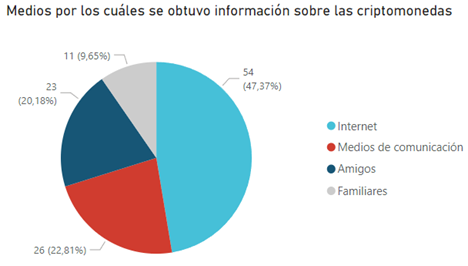 Medios por los cuáles se obtuvo información sobre las criptomonedas
11 (9,65%)
54
(47,37%)
23
(20,18%)
26 (22,81%)
Internet
Medios de comunicación
Amigos
Familiares